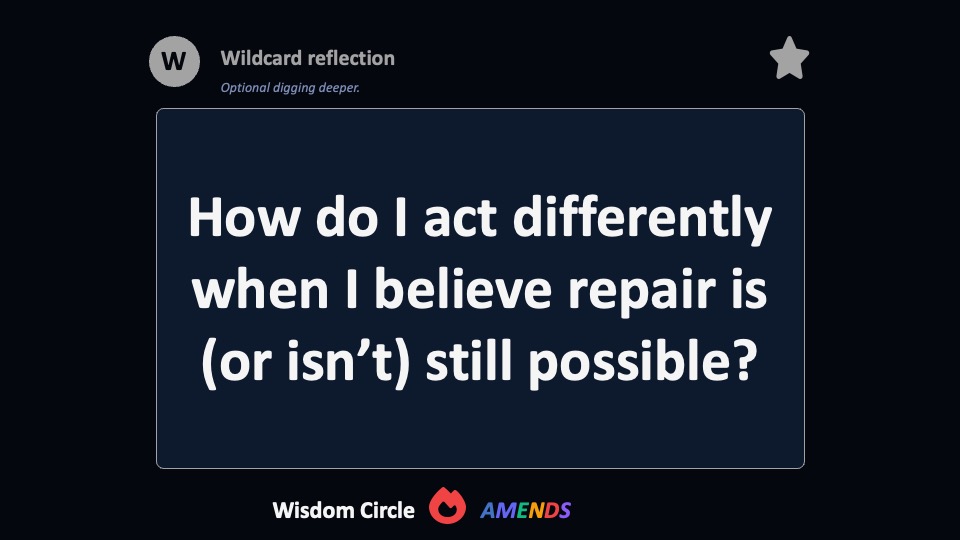 W
Wildcard reflection
Optional digging deeper.
How do I act differently
when I believe repair is
(or isn’t) still possible?
Wisdom Circle AMENDS